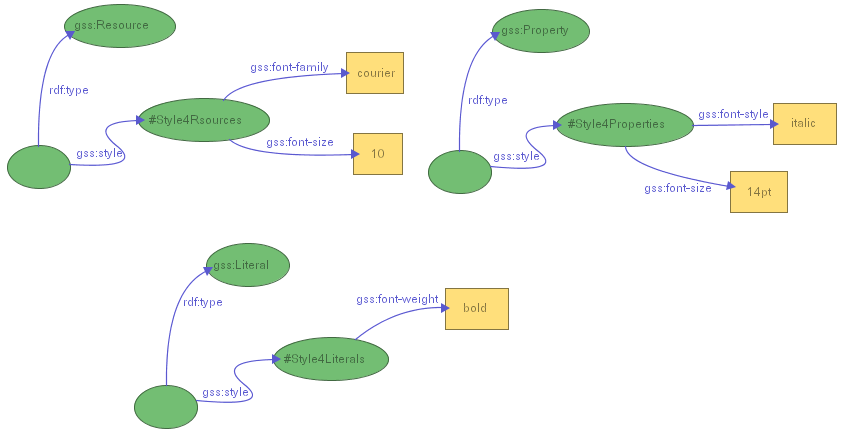 gss:Resource
rdf:type
gss:style
#Style4Rsources
gss:font-family
courier
gss:font-size
10
gss:Property
rdf:type
gss:style
#Style4Properties
gss:font-style
italic
gss:font-size
14pt
gss:Literal
rdf:type
gss:style
#Style4Literals
gss:font-weight
bold